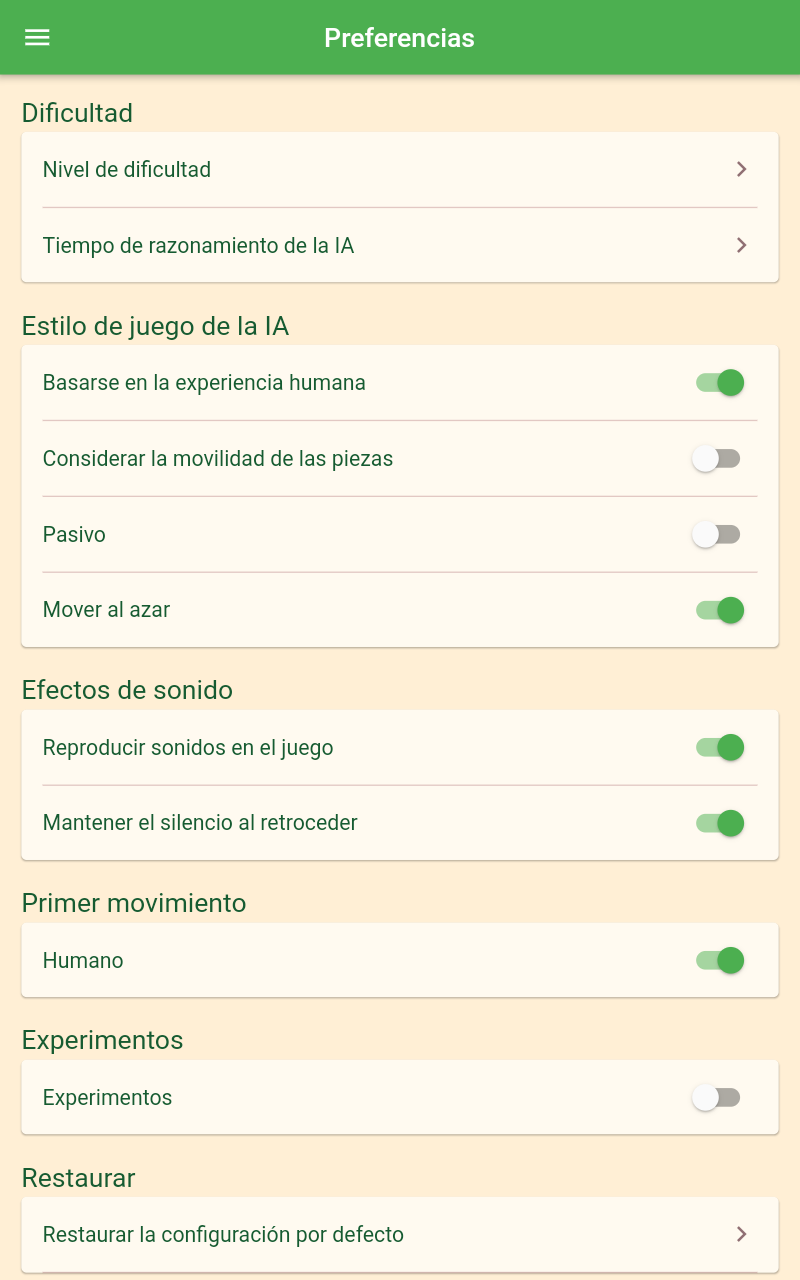 Preferencias
Dificultad
Nivel de dificultad
Tiempo de razonamiento de la IA
Estilo de juego de la IA
Basarse en la experiencia humana
Considerar la movilidad de las piezas
Pasivo
Mover al azar
Efectos de sonido
Reproducir sonidos en el juego
Mantener el silencio al retroceder
Primer movimiento
Humano
Experimentos
Experimentos
Restaurar
Restaurar la configuración por defecto